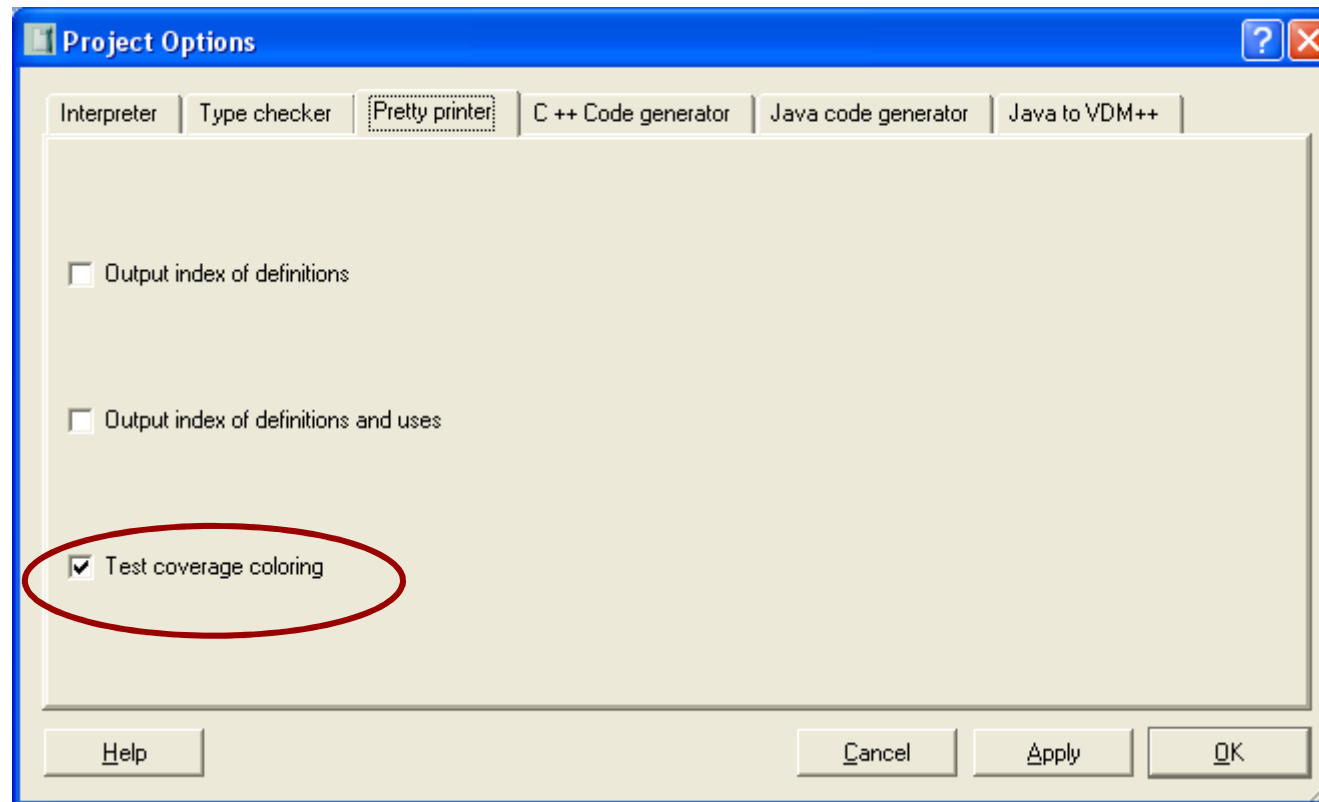 Project Options
Interpreter Type checker Pretty printer C ++ Code generator Java code generator Java to VDM++
Output index of definitions
Output index of definitions and uses
Test coverage coloring
Help Cancel Apply OK